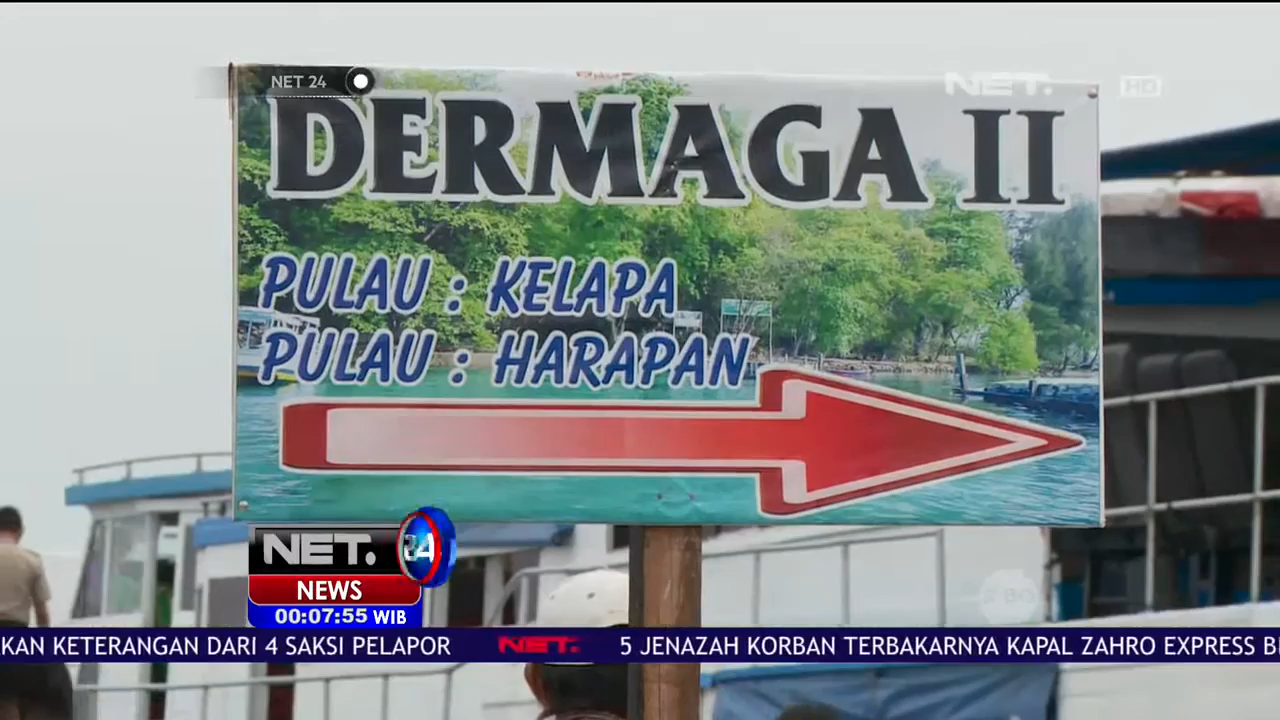 NET 24
NET. HD
DERMAGA II
PULAU : KELAPA
PULAU : HARAPAN
NET. 24
NEWS
00:07:55 WIB
KAN KETERANGAN DARI 4 SAKSI PELAPOR NET. 5 JENAZAH KORBAN TERBAKARNYA KAPAL ZAHRO EXPRESS B